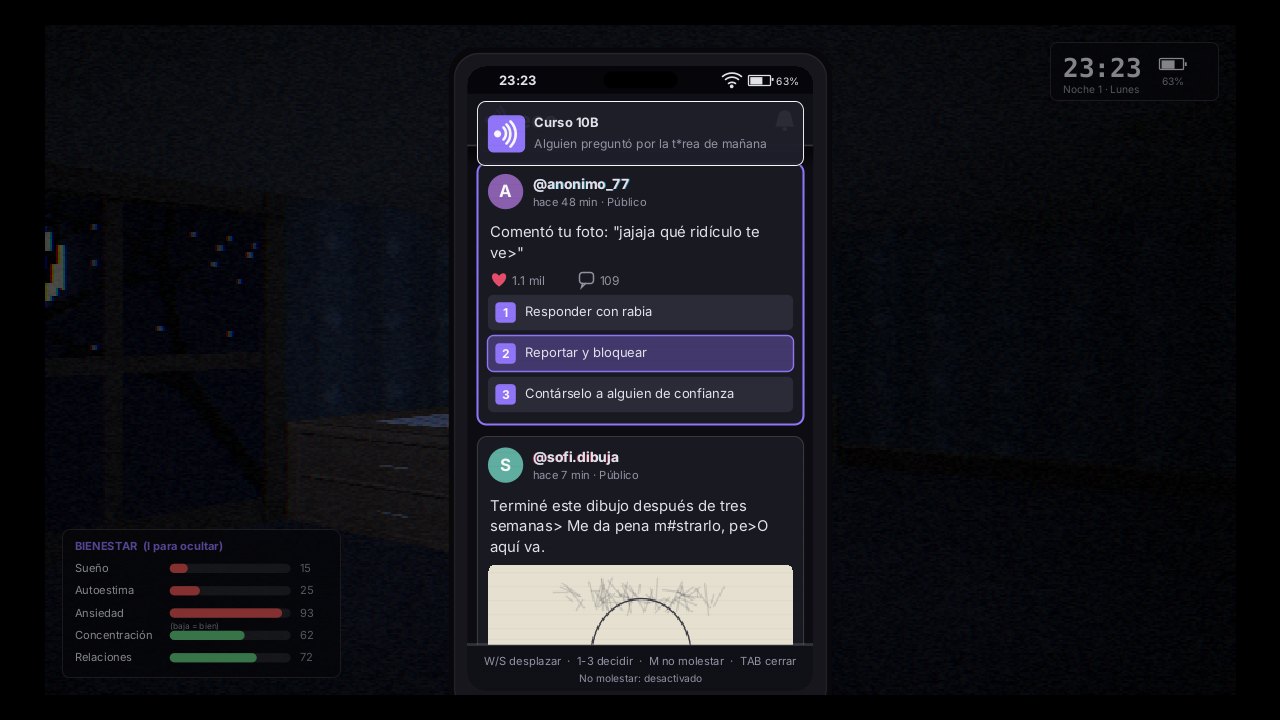 23:23
63%
Curso 10B
Alguien preguntó por la t*rea de mañana
A
@anonimo_77
hace 48 min · Público
Comentó tu foto: "jajaja qué ridículo te
ve>"
1.1 mil
109
1 Responder con rabia
2 Reportar y bloquear
3 Contárselo a alguien de confianza
S
@sofi.dibuja
hace 7 min · Público
Terminé este dibujo después de tres
semanas> Me da pena m#strarlo, pe>O
aquí va.
W/S desplazar · 1-3 decidir · M no molestar · TAB cerrar
No molestar: desactivado
23:23
63%
Noche 1 · Lunes
BIENESTAR (I para ocultar)
Sueño 15
Autoestima 25
Ansiedad 93
(baja = bien)
Concentración 62
Relaciones 72